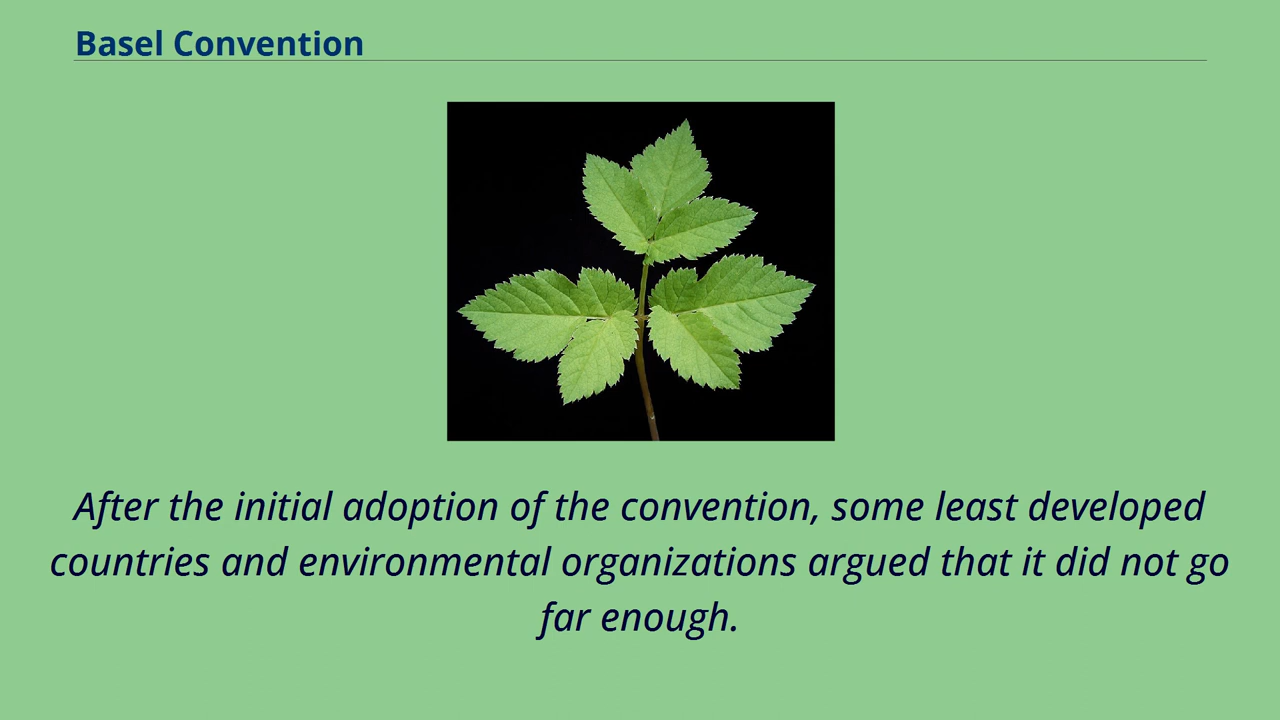 Basel Convention
After the initial adoption of the convention, some least developed
countries and environmental organizations argued that it did not go
far enough.